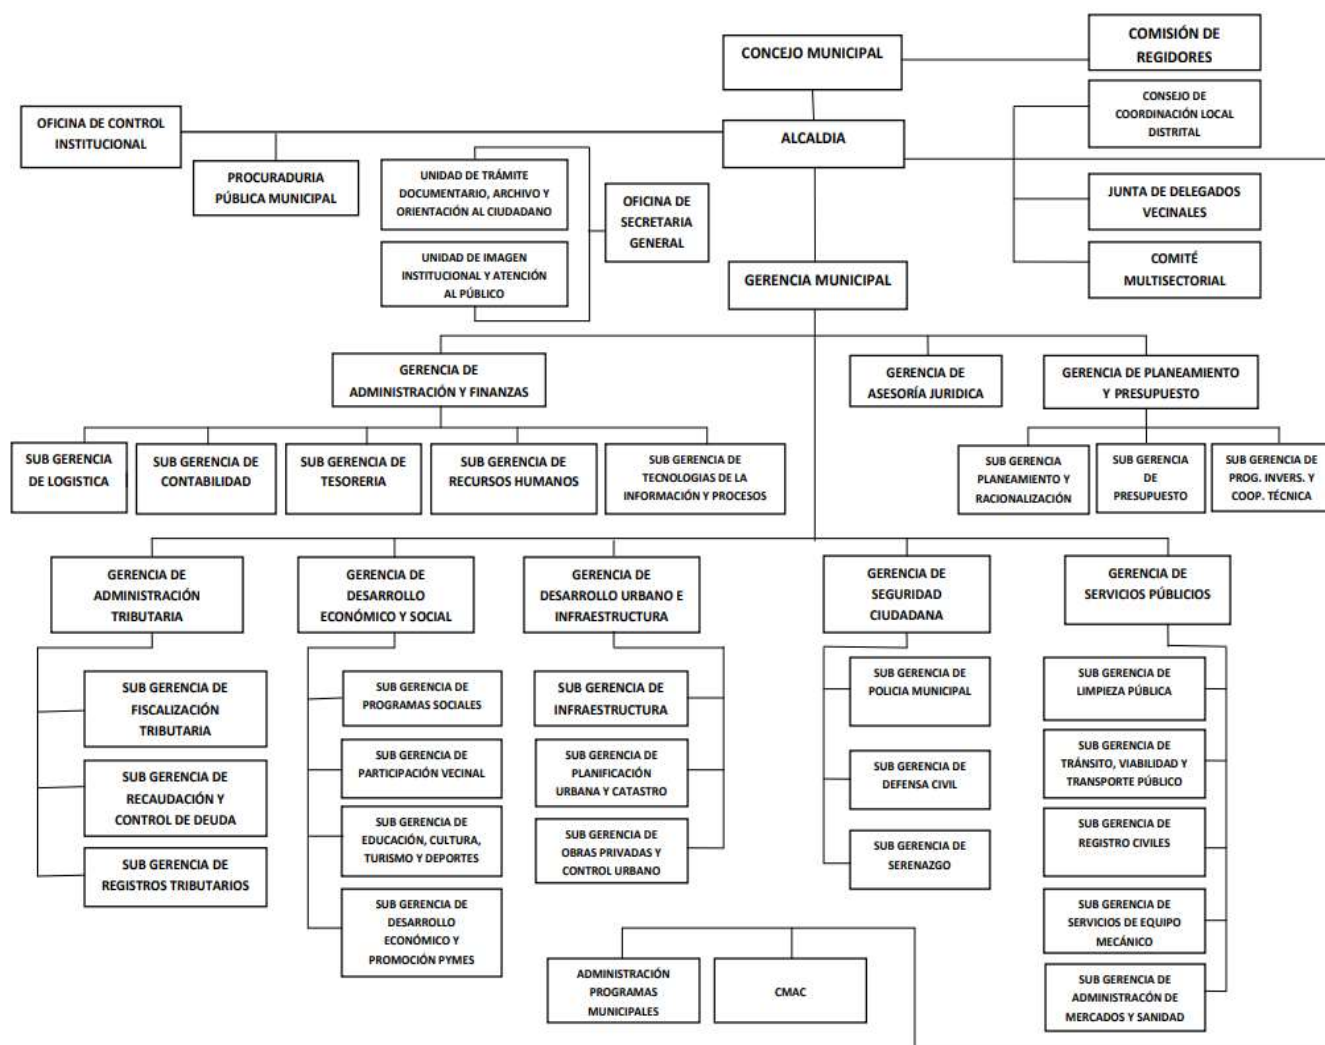 CONCEJO MUNICIPAL
COMISIÓN DE
REGIDORES
CONSEJO DE
COORDINACIÓN LOCAL
DISTRITAL
OFICINA DE CONTROL
INSTITUCIONAL
ALCALDIA
PROCURADURIA
PÚBLICA MUNICIPAL
UNIDAD DE TRÁMITE
DOCUMENTARIO, ARCHIVO Y
ORIENTACIÓN AL CIUDADANO
OFICINA DE
SECRETARIA
GENERAL
JUNTA DE DELEGADOS
VECINALES
UNIDAD DE IMAGEN
INSTITUCIONAL Y ATENCIÓN
AL PÚBLICO
GERENCIA MUNICIPAL
COMITÉ
MULTISECTORIAL
GERENCIA DE
ADMINISTRACIÓN Y FINANZAS
GERENCIA DE
ASESORÍA JURIDICA
GERENCIA DE PLANEAMIENTO
Y PRESUPUESTO
SUB GERENCIA
DE LOGISTICA
SUB GERENCIA DE
CONTABILIDAD
SUB GERENCIA DE
TESORERIA
SUB GERENCIA DE
RECURSOS HUMANOS
SUB GERENCIA DE
TECNOLOGIAS DE LA
INFORMACIÓN Y PROCESOS
SUB GERENCIA
PLANEAMIENTO Y
RACIONALIZACIÓN
SUB GERENCIA
DE
PRESUPUESTO
SUB GERENCIA DE
PROG. INVERS. Y
COOP. TÉCNICA
GERENCIA DE
ADMINISTRACIÓN
TRIBUTARIA
GERENCIA DE
DESARROLLO
ECONÓMICO Y SOCIAL
GERENCIA DE
DESARROLLO URBANO E
INFRAESTRUCTURA
GERENCIA DE
SEGURIDAD
CIUDADANA
GERENCIA DE
SERVICIOS PÚBLICIOS
SUB GERENCIA DE
FISCALIZACIÓN
TRIBUTARIA
SUB GERENCIA DE
RECAUDACIÓN Y
CONTROL DE DEUDA
SUB GERENCIA DE
REGISTROS TRIBUTARIOS
SUB GERENCIA DE
PROGRAMAS SOCIALES
SUB GERENCIA DE
PARTICIPACIÓN VECINAL
SUB GERENCIA DE
EDUCACIÓN, CULTURA,
TURISMO Y DEPORTES
SUB GERENCIA DE
DESARROLLO
ECONÓMICO Y
PROMOCIÓN PYMES
SUB GERENCIA DE
INFRAESTRUCTURA
SUB GERENCIA DE
PLANIFICACIÓN
URBANA Y CATASTRO
SUB GERENCIA DE
OBRAS PRIVADAS Y
CONTROL URBANO
SUB GERENCIA DE
POLICIA MUNICIPAL
SUB GERENCIA DE
DEFENSA CIVIL
SUB GERENCIA DE
SERENAZGO
SUB GERENCIA DE
LIMPIEZA PÚBLICA
SUB GERENCIA DE
TRÁNSITO, VIABILIDAD Y
TRANSPORTE PÚBLICO
SUB GERENCIA DE
REGISTRO CIVILES
SUB GERENCIA DE
SERVICIOS DE EQUIPO
MECÁNICO
SUB GERENCIA DE
ADMINISTRACÓN DE
MERCADOS Y SANIDAD
ADMINISTRACIÓN
PROGRAMAS
MUNICIPALES
CMAC